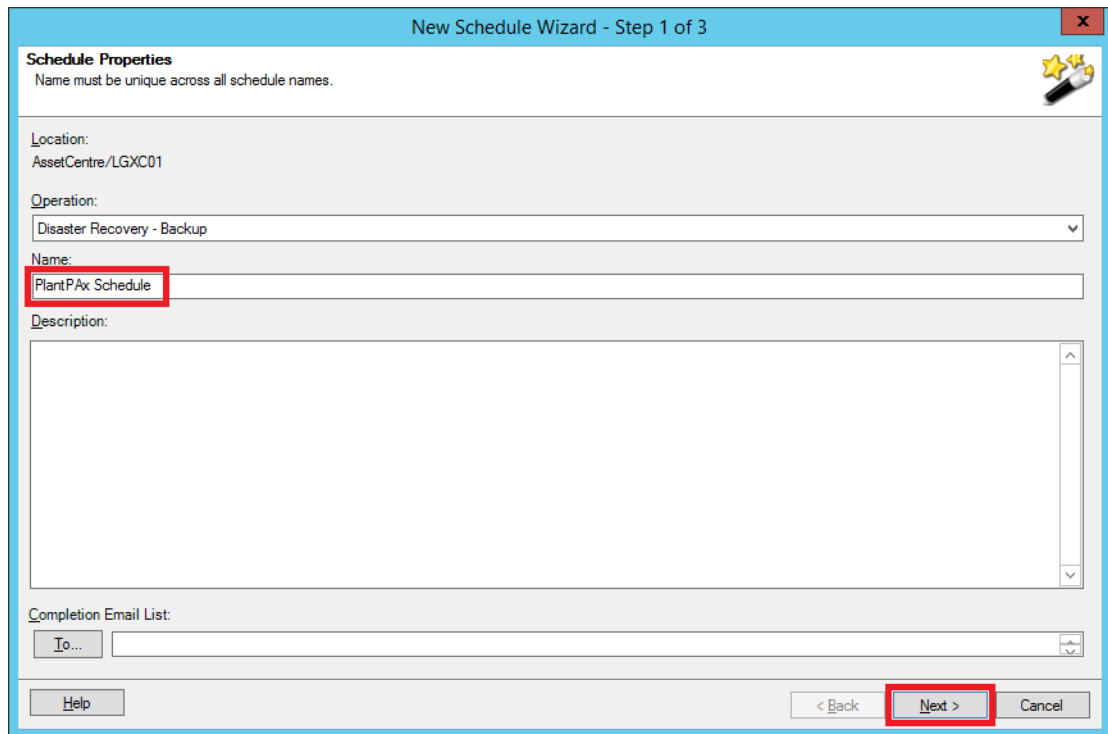 New Schedule Wizard - Step 1 of 3
x
Schedule Properties
Name must be unique across all schedule names.
Location:
AssetCentre/LGXC01
Operation:
Disaster Recovery - Backup
Name:
PlantPAx Schedule
Description:
Completion Email List:
To...
Help
< Back
Next >
Cancel